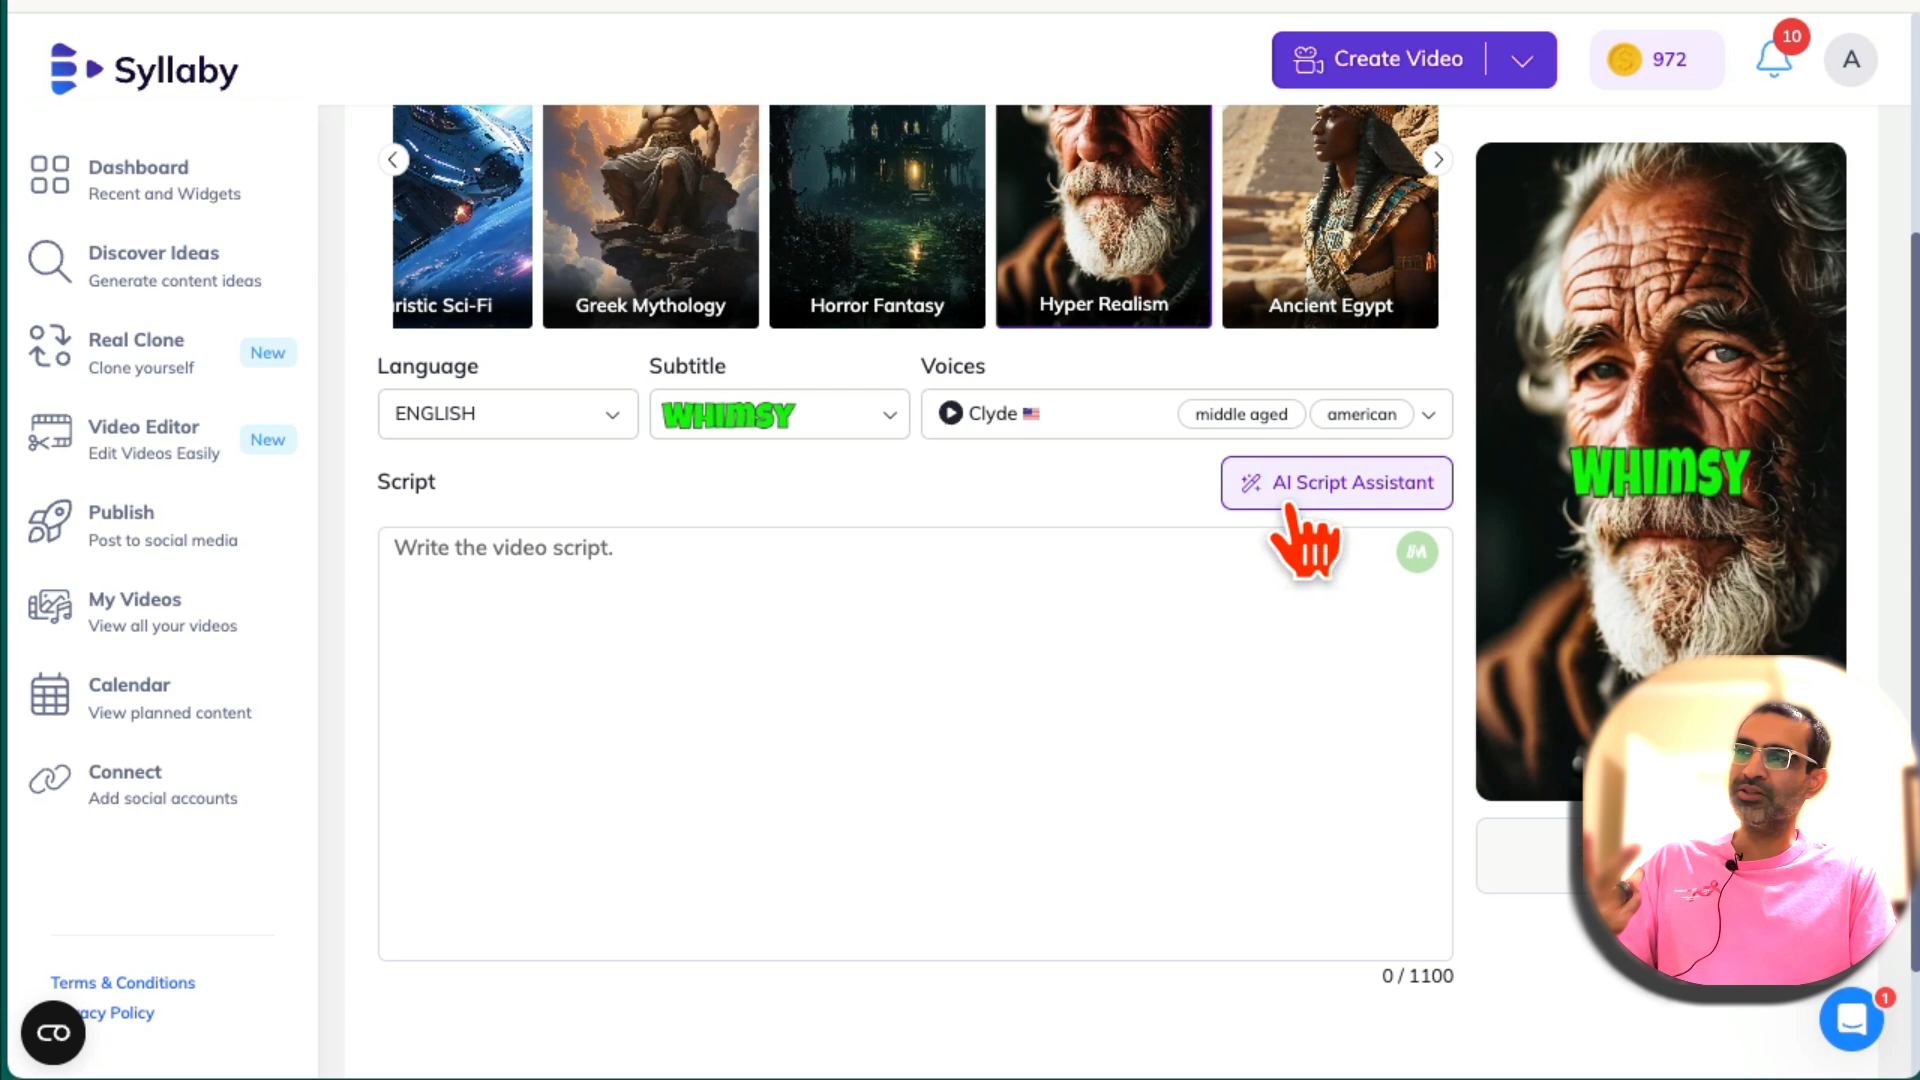 Syllaby
Create Video
972
10
A
Dashboard
Recent and Widgets
Discover Ideas
Generate content ideas
Real Clone
Clone yourself
New
Video Editor
Edit Videos Easily
New
Publish
Post to social media
My Videos
View all your videos
Calendar
View planned content
Connect
Add social accounts
Terms & Conditions
acy Policy
ristic Sci-Fi
Greek Mythology
Horror Fantasy
Hyper Realism
Ancient Egypt
Language
Subtitle
Voices
ENGLISH
WHIMSY
Clyde
middle aged
american
Script
AI Script Assistant
Write the video script.
0 / 1100
WHIMSY
1